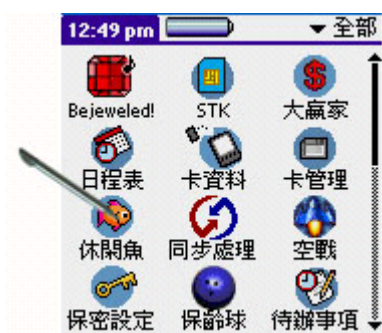 12:49 pm 全部
Bejeweled! STK 大贏家
日程表 卡資料 卡管理
休閑魚 同步處理 空戰
保密設定 保齡球 待辦事項